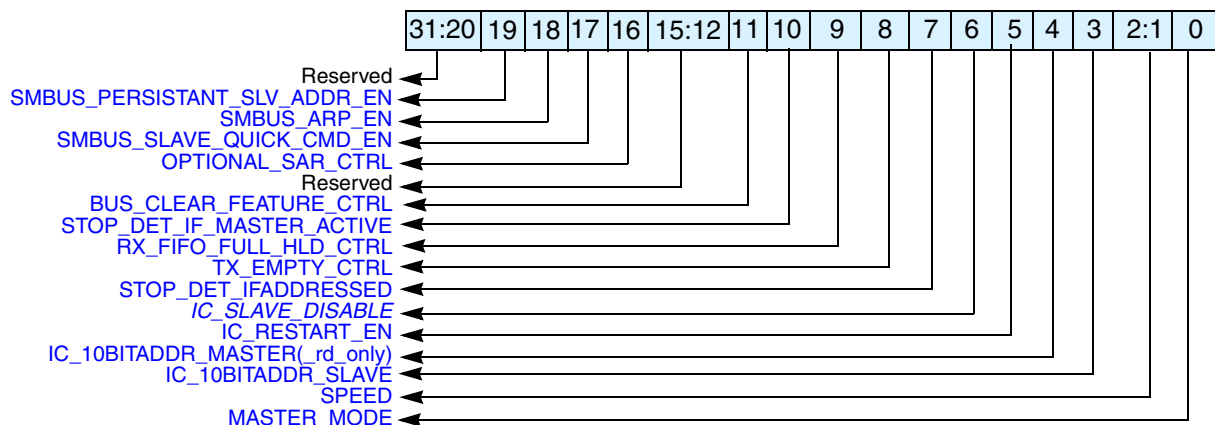 31:20 19 18 17 16 15:12 11 10 9 8 7 6 5 4 3 2:1 0
Reserved
SMBUS_PERSISTANT_SLV_ADDR_EN
SMBUS_ARP_EN
SMBUS_SLAVE_QUICK_CMD_EN
OPTIONAL_SAR_CTRL
Reserved
BUS_CLEAR_FEATURE_CTRL
STOP_DET_IF_MASTER_ACTIVE
RX_FIFO_FULL_HLD_CTRL
TX_EMPTY_CTRL
STOP_DET_IFADDRESSED
IC_SLAVE_DISABLE
IC_RESTART_EN
IC_10BITADDR_MASTER(_rd_only)
IC_10BITADDR_SLAVE
SPEED
MASTER_MODE